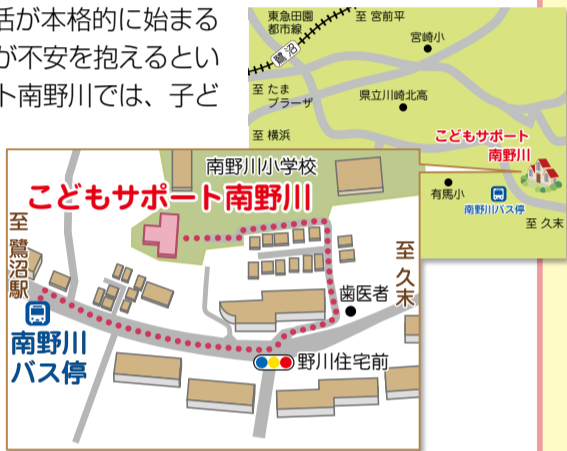 活が本格的に始まる
が不安を抱えるとい
ト南野川では、子ど
東急田園
都市線
至 宮前平
宮崎小
鷺沼
至 たま
プラーザ
県立川崎北高
至 横浜
こどもサポート
南野川
有馬小
南野川バス停
至 久末
南野川小学校
こどもサポート南野川
至 鷺沼駅
至 久末
歯医者
南野川
バス停
野川住宅前